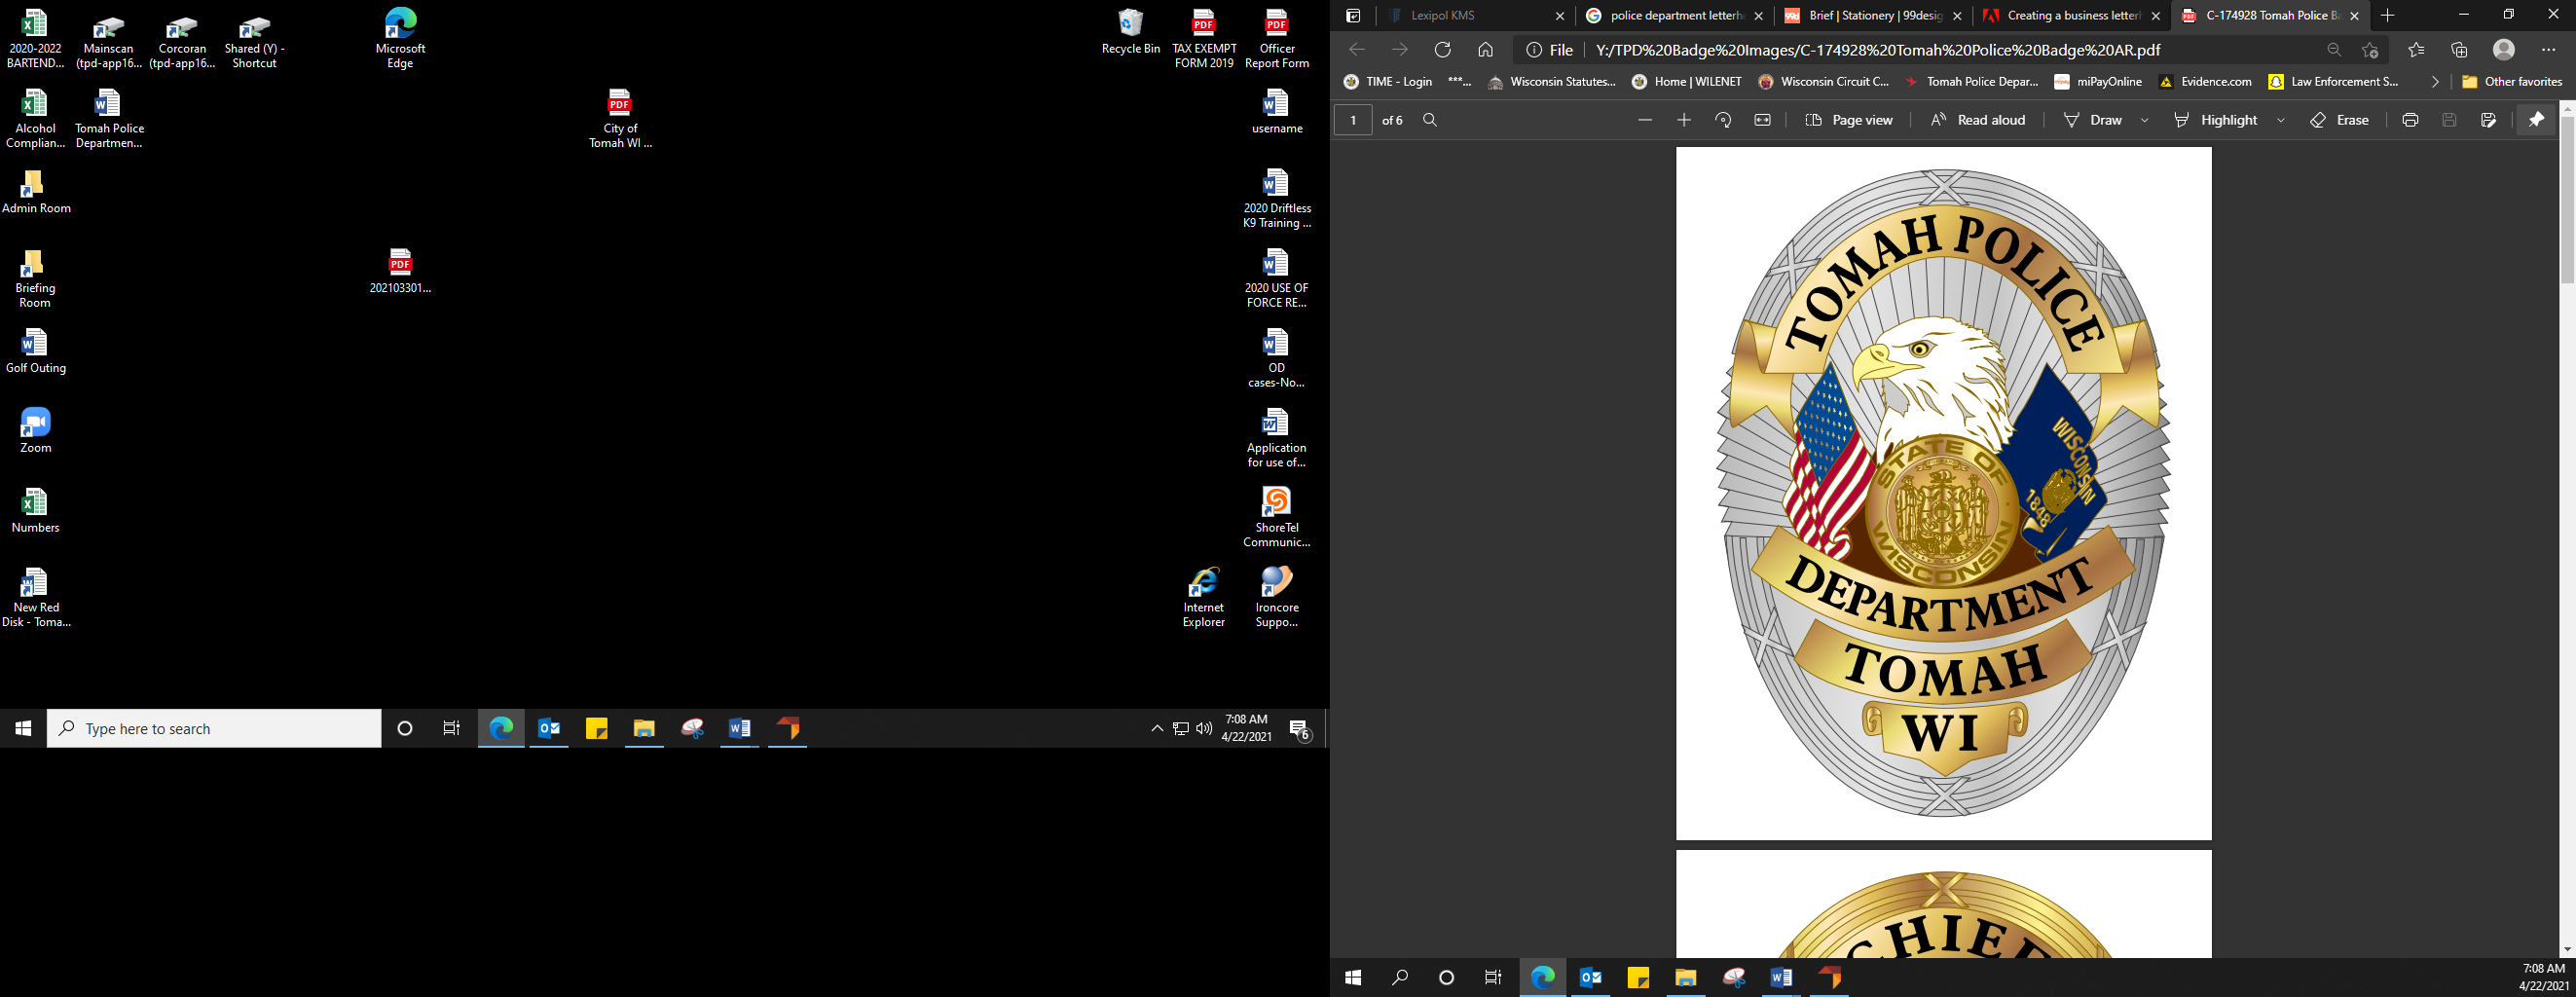 2020-2022
BARTEND...
Mainscan
(tpd-app16...
Corcoran
(tpd-app16...
Shared (Y) -
Shortcut
Microsoft
Edge
Recycle Bin
TAX EXEMPT
FORM 2019
Officer
Report Form
Alcohol
Complian...
Tomah Police
Departmen...
PDF
City of
Tomah WI ...
username
Admin Room
2020 Driftless
K9 Training ...
Briefing
Room
PDF
202103301...
2020 USE OF
FORCE RE...
Golf Outing
OD
cases-No...
Zoom
Application
for use of...
Numbers
ShoreTel
Communic...
New Red
Disk - Toma...
Internet
Explorer
Ironcore
Suppo...
Type here to search
7:08 AM
4/22/2021
6
Lexipol KMS
police department letterh
Brief | Stationery | 99desig
Creating a business letter
C-174928 Tomah Police Ba
File
Y:/TPD%20Badge%20Images/C-174928%20Tomah%20Police%20Badge%20AR.pdf
TIME - Login
***...
Wisconsin Statutes...
Home | WILENET
Wisconsin Circuit C...
Tomah Police Depar...
miPayOnline
Evidence.com
Law Enforcement S...
Other favorites
1 of 6
Page view
Read aloud
Draw
Highlight
Erase
TOMAH POLICE
STATE OF
WISCONSIN
WISCONSIN
1848
DEPARTMENT
TOMAH
WI
CHIEF
7:08 AM
4/22/2021